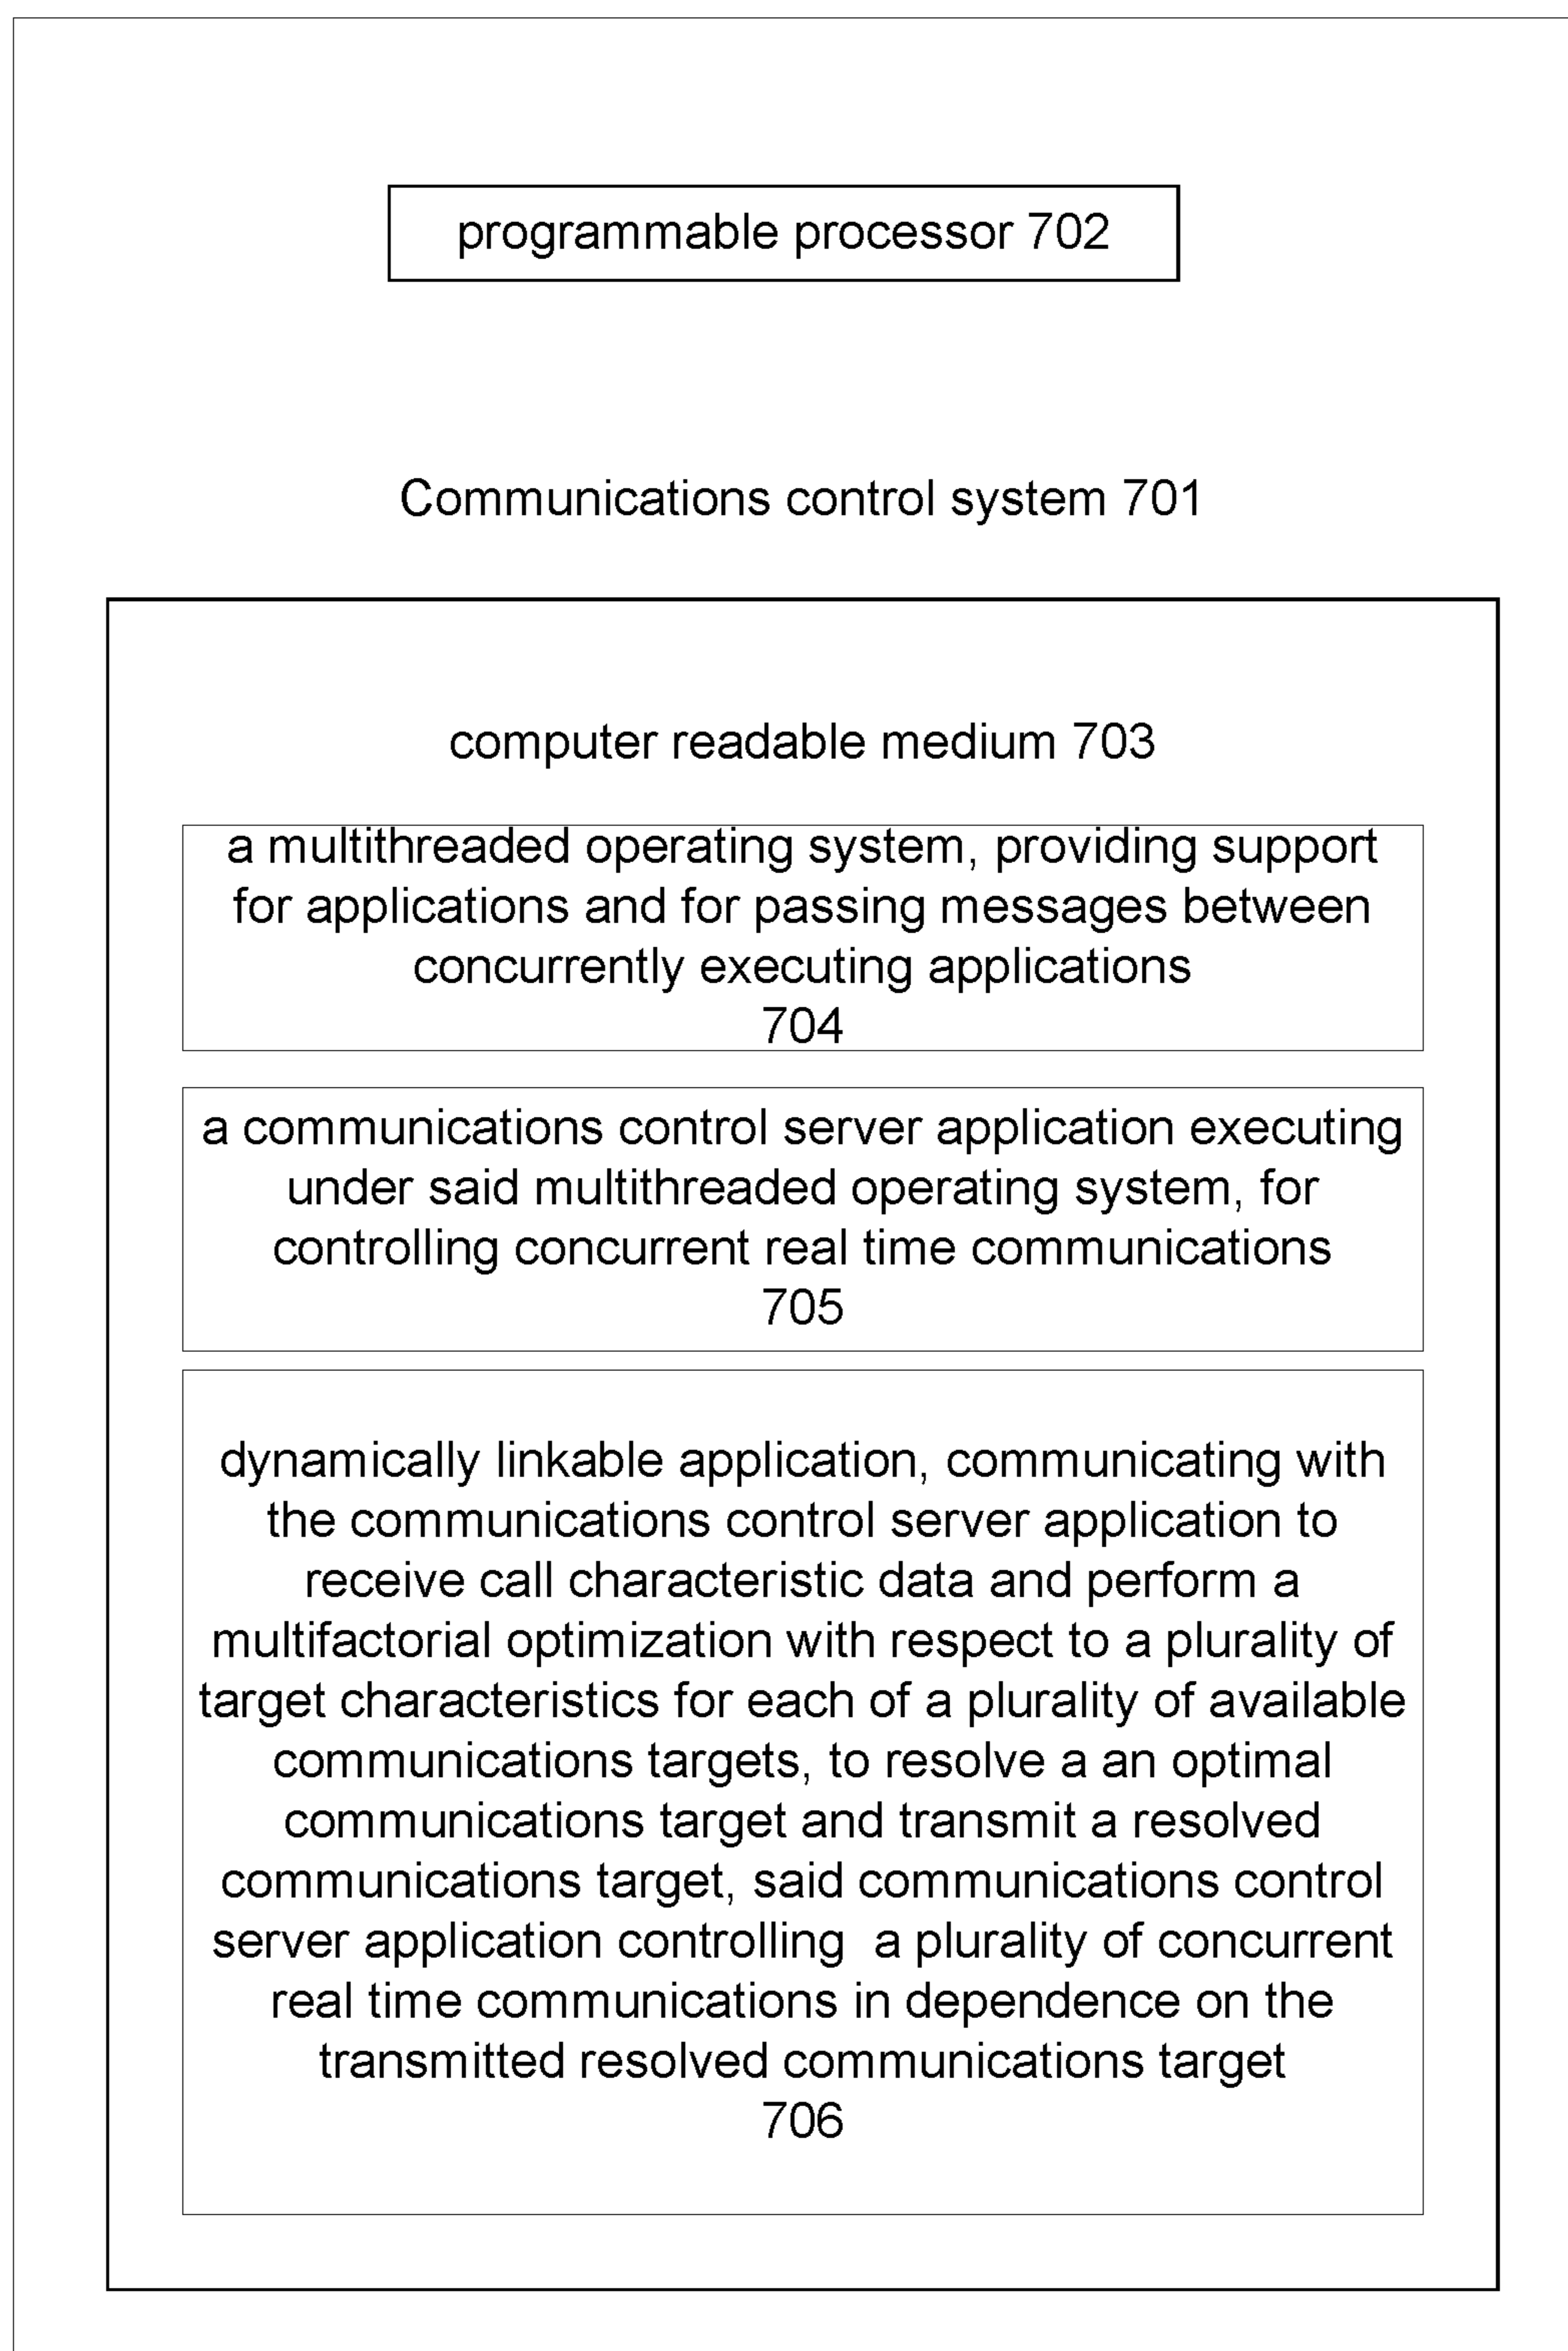 programmable processor 702
Communications control system 701
computer readable medium 703
a multithreaded operating system, providing support
for applications and for passing messages between
concurrently executing applications
704
a communications control server application executing
under said multithreaded operating system, for
controlling concurrent real time communications
705
dynamically linkable application, communicating with
the communications control server application to
receive call characteristic data and perform a
multifactorial optimization with respect to a plurality of
target characteristics for each of a plurality of available
communications targets, to resolve a an optimal
communications target and transmit a resolved
communications target, said communications control
server application controlling  a plurality of concurrent
real time communications in dependence on the
transmitted resolved communications target
706